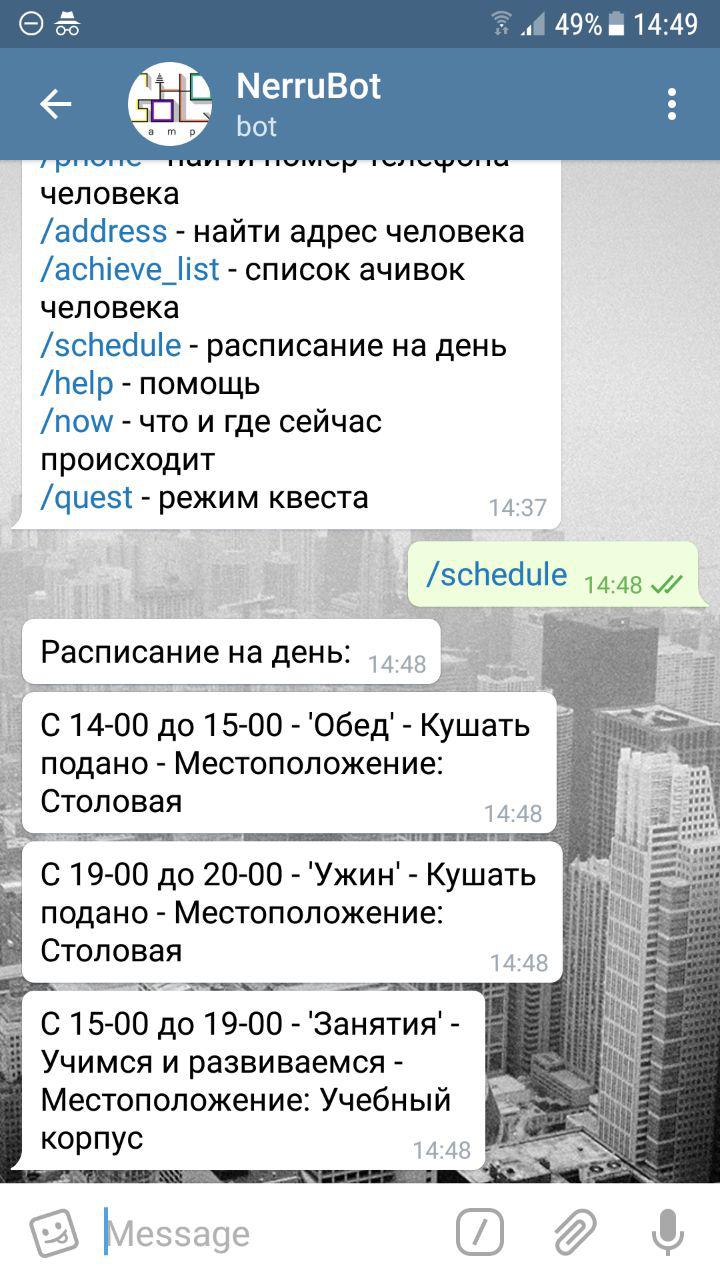 49% 14:49
NerruBot
bot
a m p
/phone - найти номер телефона
человека
/address - найти адрес человека
/achieve_list - список ачивок
человека
/schedule - расписание на день
/help - помощь
/now - что и где сейчас
происходит
/quest - режим квеста
14:37
/schedule 14:48
Расписание на день: 14:48
С 14-00 до 15-00 - 'Обед' - Кушать
подано - Местоположение:
Столовая
14:48
С 19-00 до 20-00 - 'Ужин' - Кушать
подано - Местоположение:
Столовая
14:48
С 15-00 до 19-00 - 'Занятия' -
Учимся и развиваемся -
Местоположение: Учебный
корпус
14:48
Message